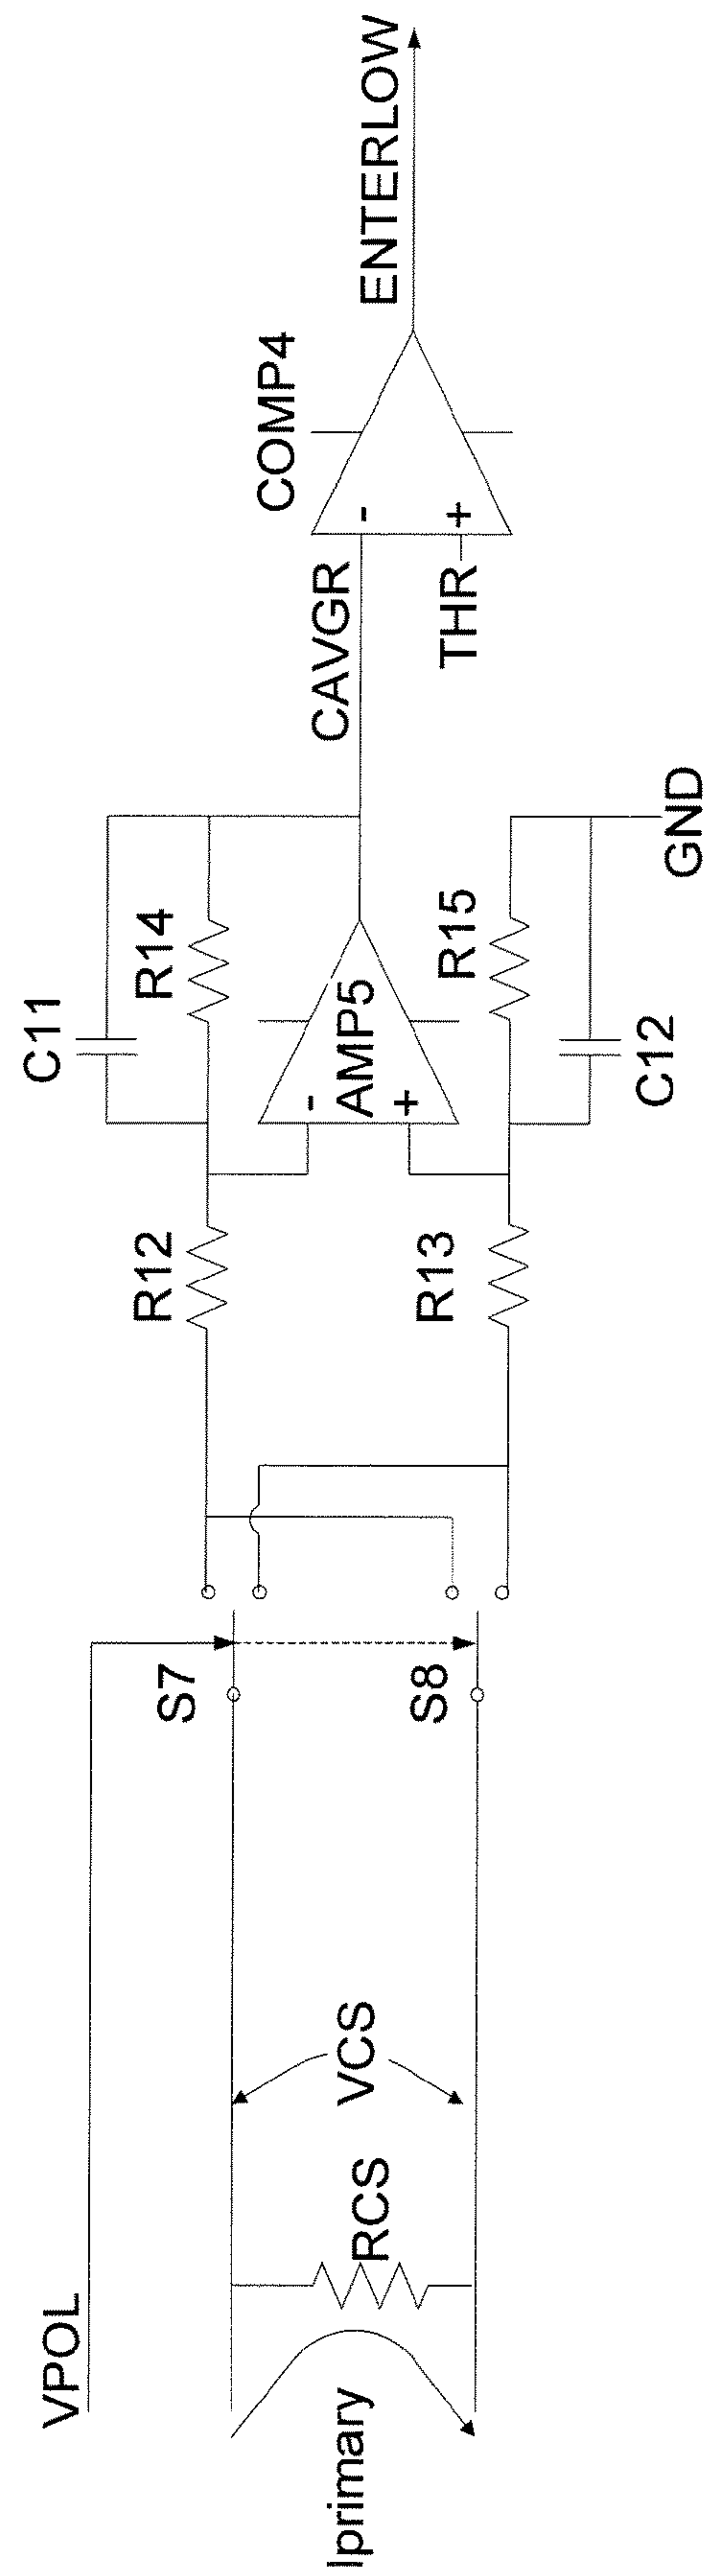 VPOL
Iprimary
RCS
VCS
S7
S8
R12
R13
C11
R14
-
AMP5
+
R15
C12
GND
CAVGR
THR
COMP4
-
+
ENTERLOW